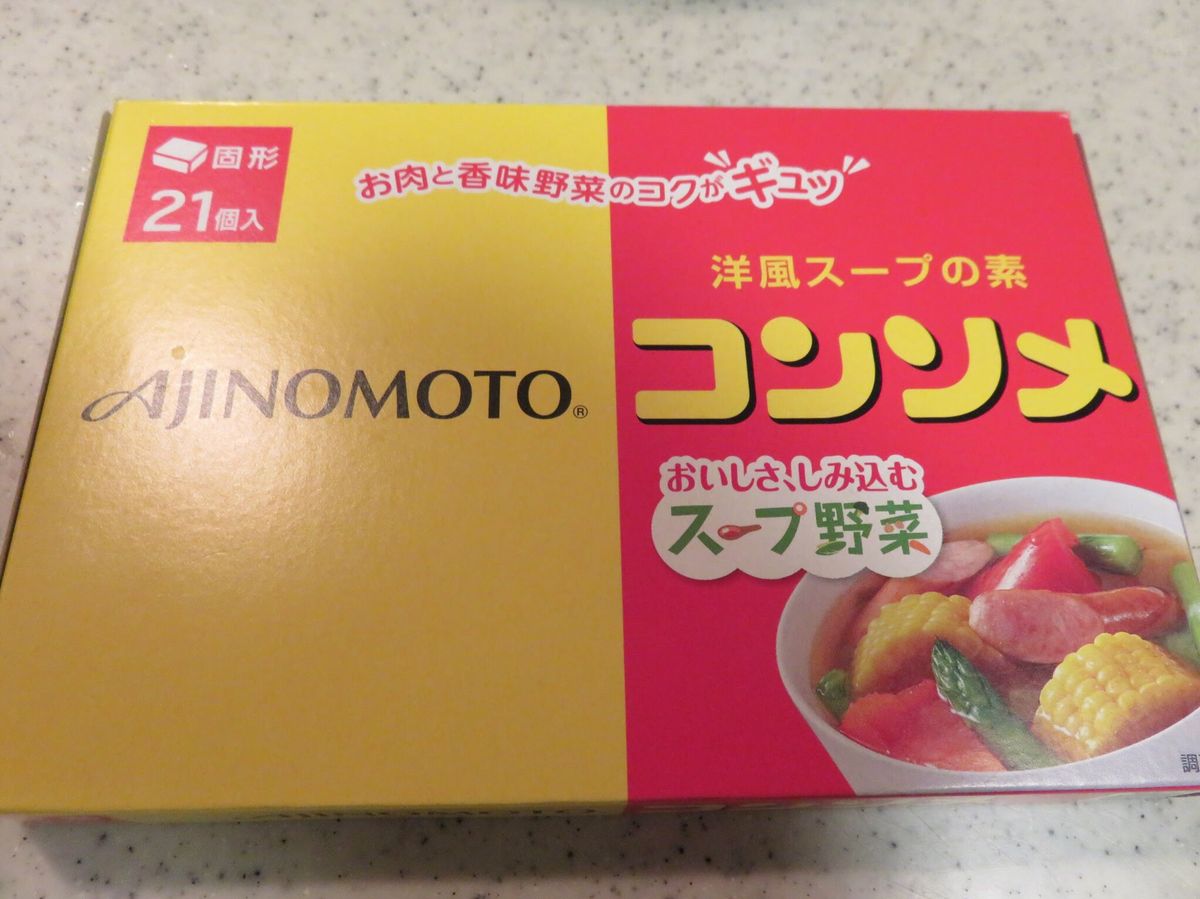 固形
21個入
お肉と香味野菜のコクがギュッ
洋風スープの素
コンソメ
AJINOMOTO®
おいしさ、しみ込む
スープ野菜
調